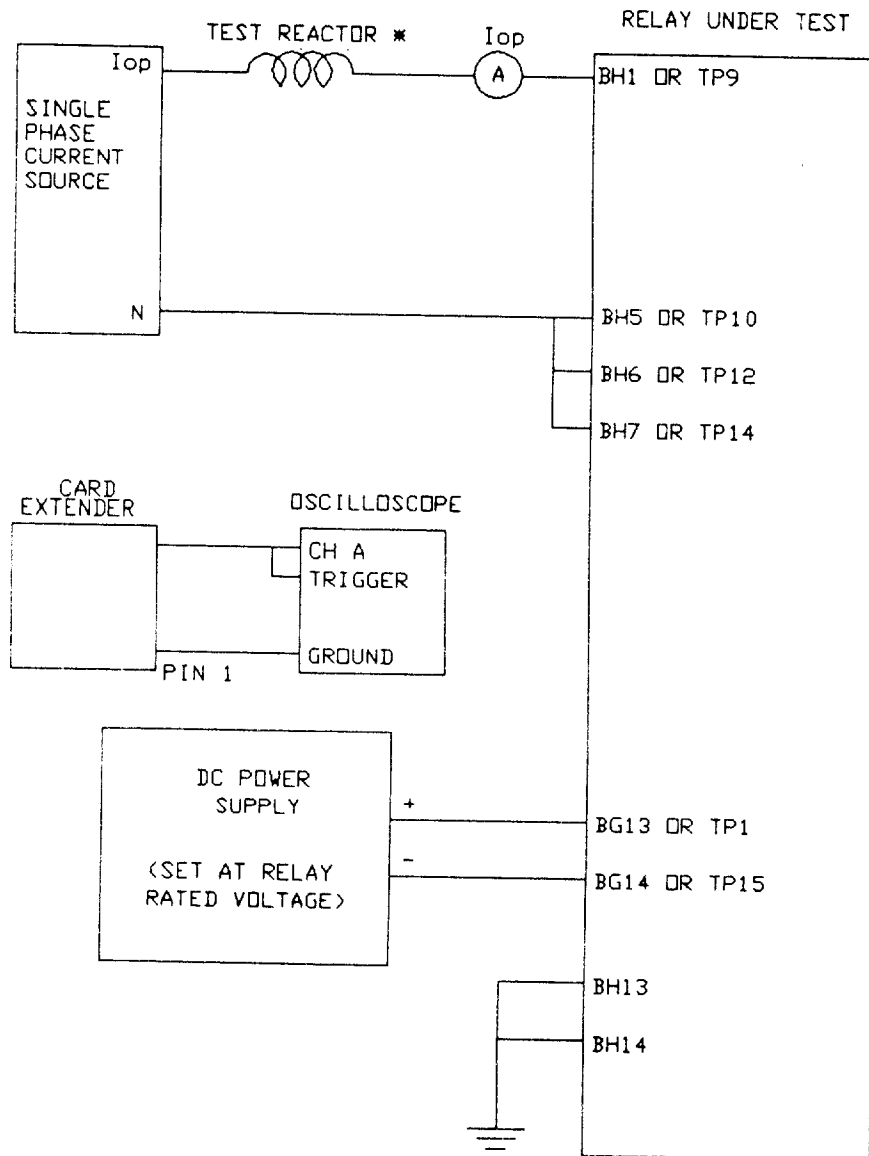 RELAY UNDER TEST
TEST REACTOR *
Iop
Iop
A
BH1 OR TP9
SINGLE
PHASE
CURRENT
SOURCE
N
BH5 OR TP10
BH6 OR TP12
BH7 OR TP14
CARD
EXTENDER
OSCILLOSCOPE
CH A
TRIGGER
GROUND
PIN 1
DC POWER
SUPPLY
+
BG13 OR TP1
(SET AT RELAY
RATED VOLTAGE)
-
BG14 OR TP15
BH13
BH14